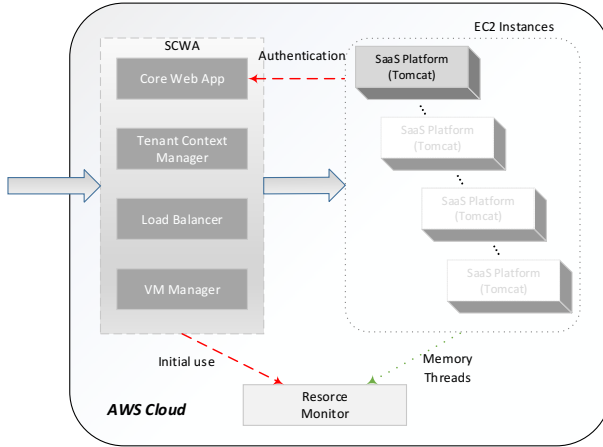 EC2 Instances
SCWA
Authentication
Core Web App
SaaS Platform
(Tomcat)
Tenant Context
Manager
SaaS Platform
(Tomcat)
Load Balancer
SaaS Platform
(Tomcat)
VM Manager
SaaS Platform
(Tomcat)
Initial use
Memory
Threads
Resorce
Monitor
AWS Cloud